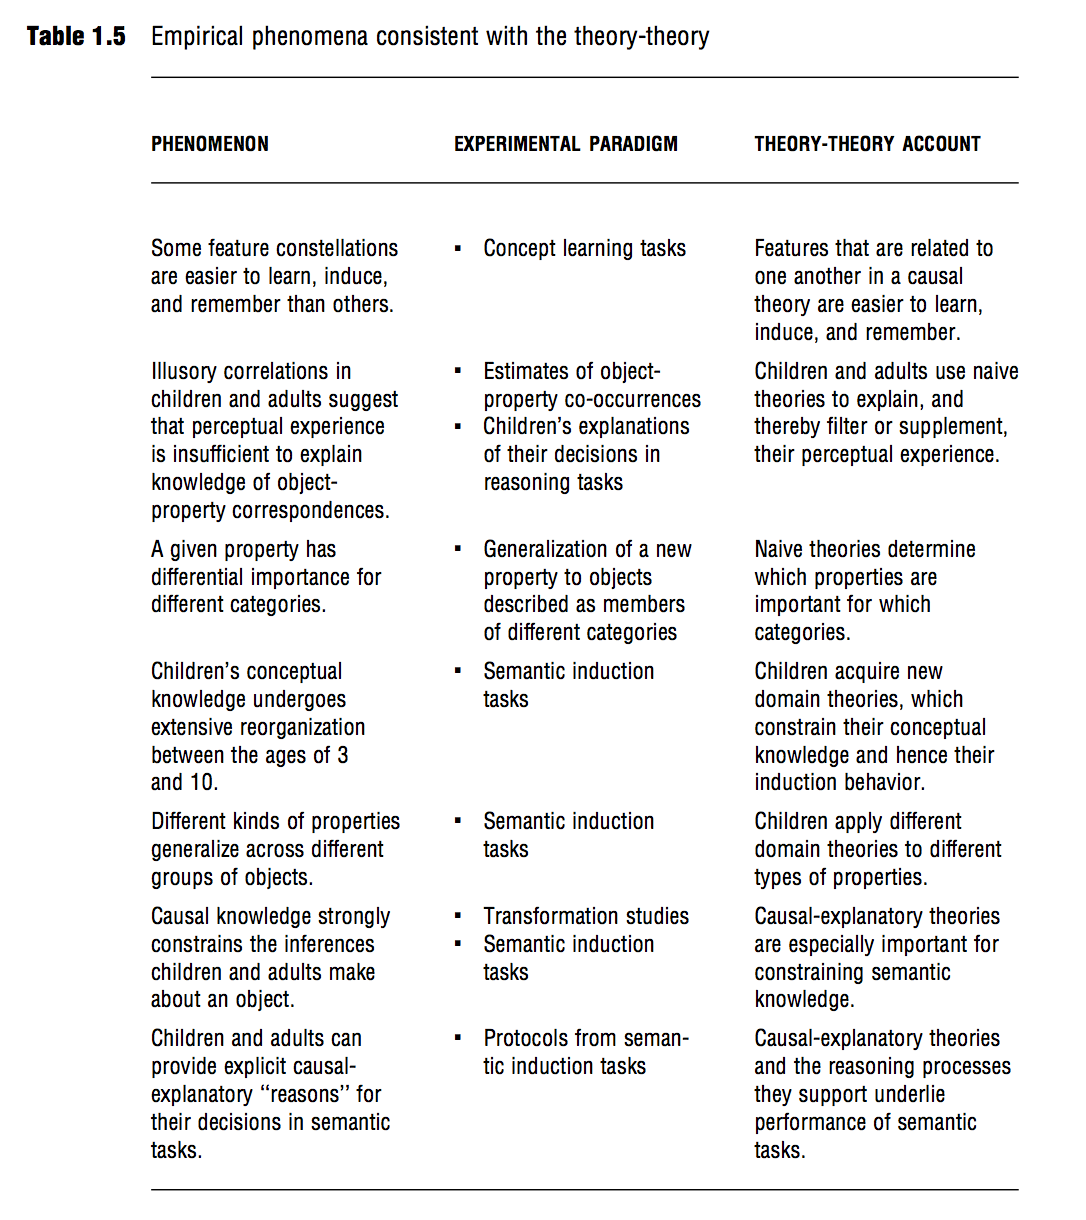 Table 1.5 Empirical phenomena consistent with the theory-theory
PHENOMENON
EXPERIMENTAL PARADIGM
THEORY-THEORY ACCOUNT
Some feature constellations
are easier to learn, induce,
and remember than others.
▪ Concept learning tasks
Features that are related to
one another in a causal
theory are easier to learn,
induce, and remember.
Illusory correlations in
children and adults suggest
that perceptual experience
is insufficient to explain
knowledge of object-
property correspondences.
▪ Estimates of object-
property co-occurrences
▪ Children’s explanations
of their decisions in
reasoning tasks
Children and adults use naive
theories to explain, and
thereby filter or supplement,
their perceptual experience.
A given property has
differential importance for
different categories.
▪ Generalization of a new
property to objects
described as members
of different categories
Naive theories determine
which properties are
important for which
categories.
Children’s conceptual
knowledge undergoes
extensive reorganization
between the ages of 3
and 10.
▪ Semantic induction
tasks
Children acquire new
domain theories, which
constrain their conceptual
knowledge and hence their
induction behavior.
Different kinds of properties
generalize across different
groups of objects.
▪ Semantic induction
tasks
Children apply different
domain theories to different
types of properties.
Causal knowledge strongly
constrains the inferences
children and adults make
about an object.
▪ Transformation studies
▪ Semantic induction
tasks
Causal-explanatory theories
are especially important for
constraining semantic
knowledge.
Children and adults can
provide explicit causal-
explanatory “reasons” for
their decisions in semantic
tasks.
▪ Protocols from seman-
tic induction tasks
Causal-explanatory theories
and the reasoning processes
they support underlie
performance of semantic
tasks.